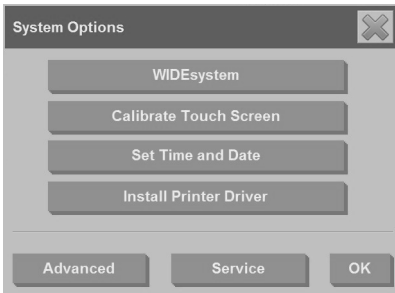 System Options
WIDEsystem
Calibrate Touch Screen
Set Time and Date
Install Printer Driver
Advanced Service OK